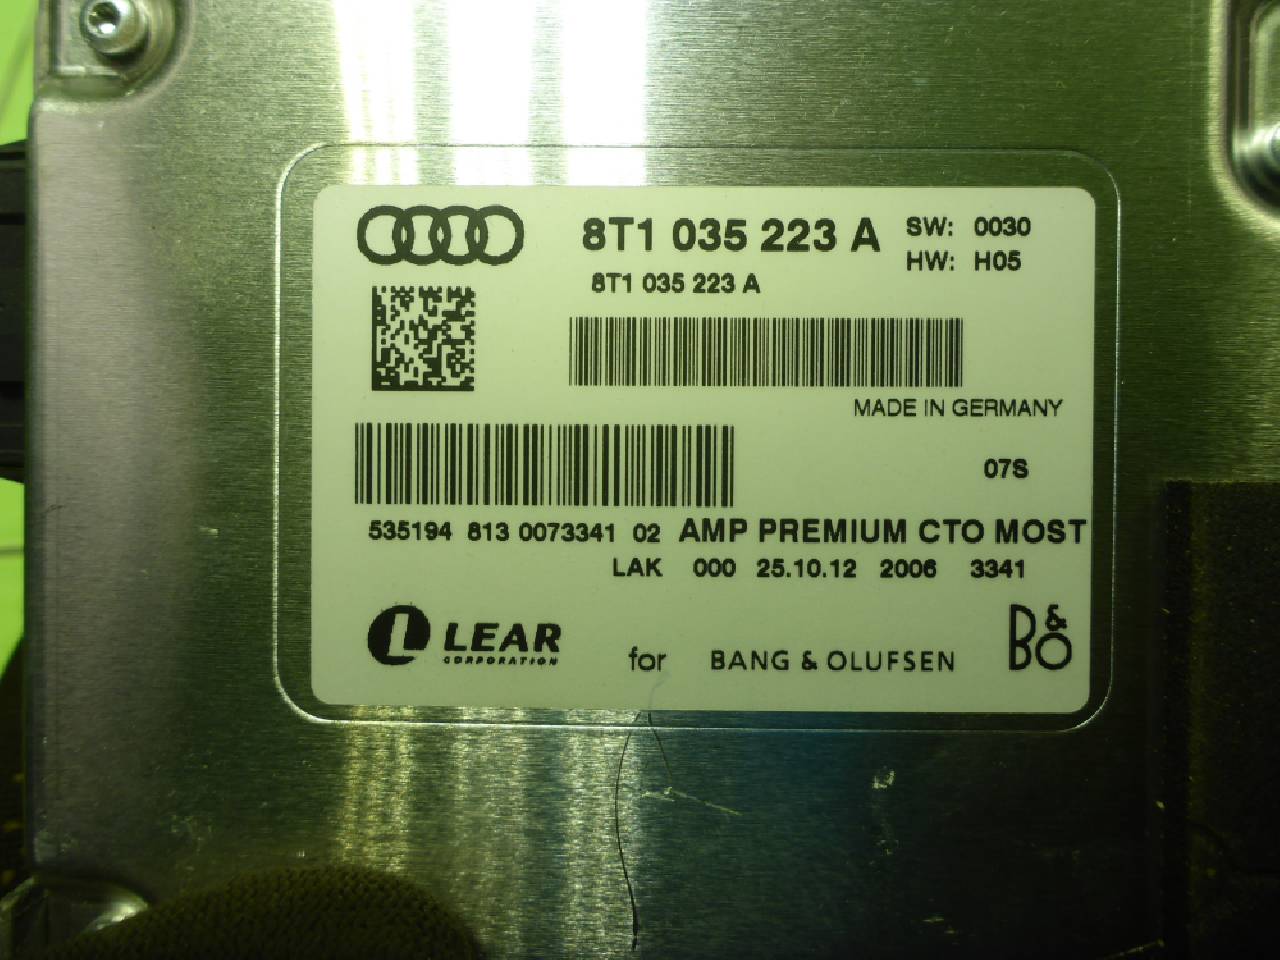 8T1 035 223 A SW: 0030
HW: H05
8T1 035 223 A
MADE IN GERMANY
07S
535194 813 0073341 02 AMP PREMIUM CTO MOST
LAK 000 25.10.12 2006 3341
L LEAR
CORPORATION
for BANG & OLUFSEN B&O